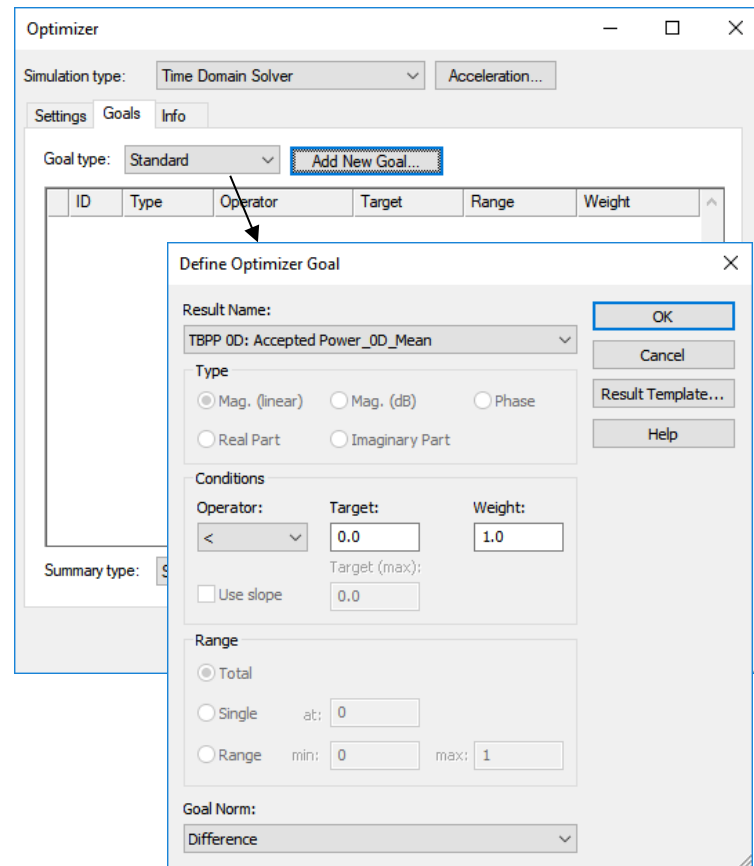 Optimizer
Simulation type: Time Domain Solver Acceleration...
Settings Goals Info
Goal type: Standard Add New Goal...
ID Type Operator Target Range Weight
Define Optimizer Goal
Result Name:
TBPP 0D: Accepted Power_0D_Mean
OK
Cancel
Result Template...
Help
Type
Mag. (linear) Mag. (dB) Phase
Real Part Imaginary Part
Conditions
Operator: Target: Weight:
< 0.0 1.0
Target (max):
Use slope 0.0
Summary type: S
Range
Total
Single at: 0
Range min: 0 max: 1
Goal Norm:
Difference